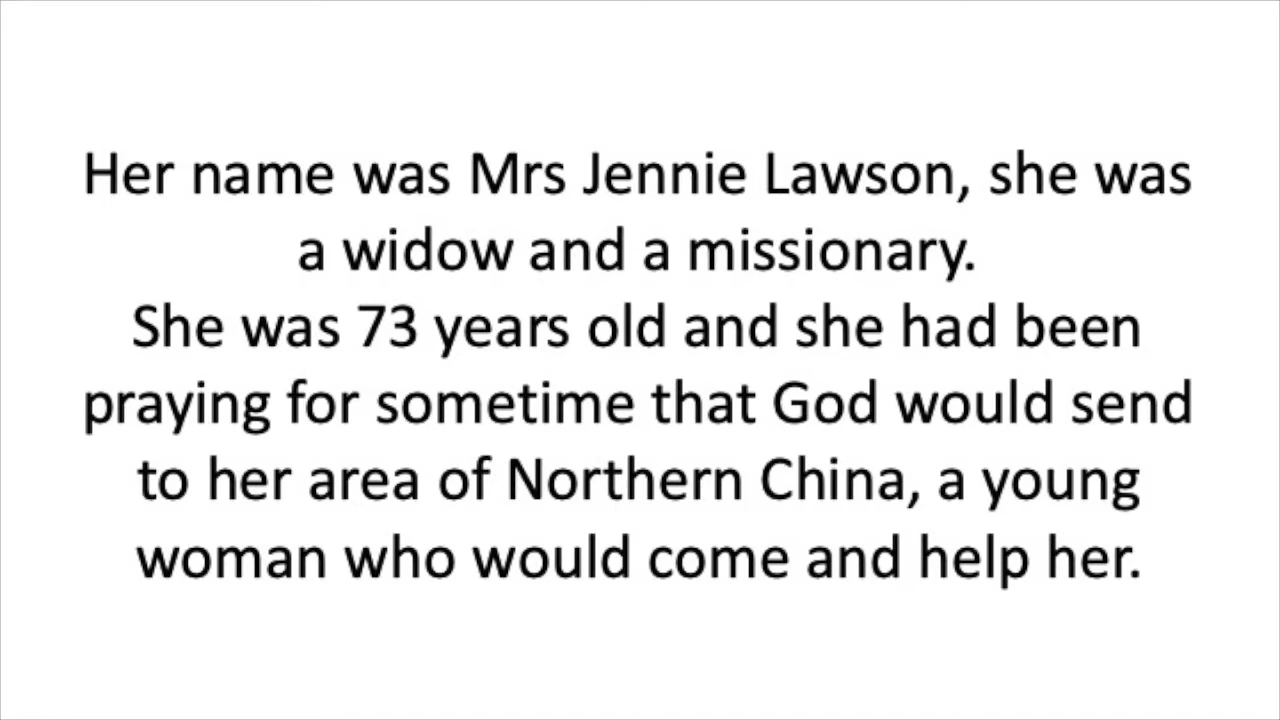 Her name was Mrs Jennie Lawson, she was
a widow and a missionary.
She was 73 years old and she had been
praying for sometime that God would send
to her area of Northern China, a young
woman who would come and help her.